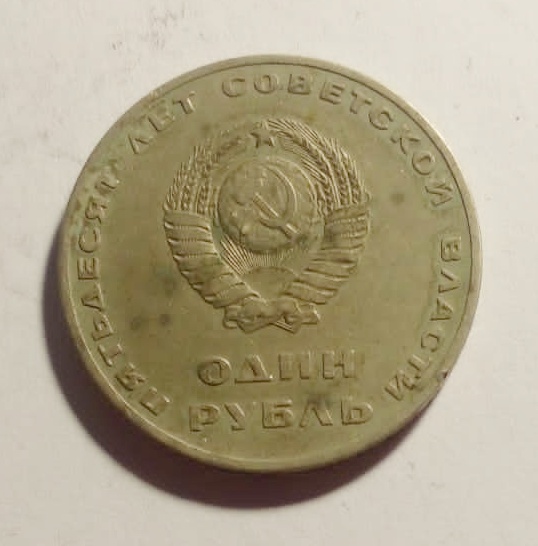 ПЯТЬДЕСЯТ ЛЕТ СОВЕТСКОЙ ВЛАСТИ
ОДИН
РУБЛЬ